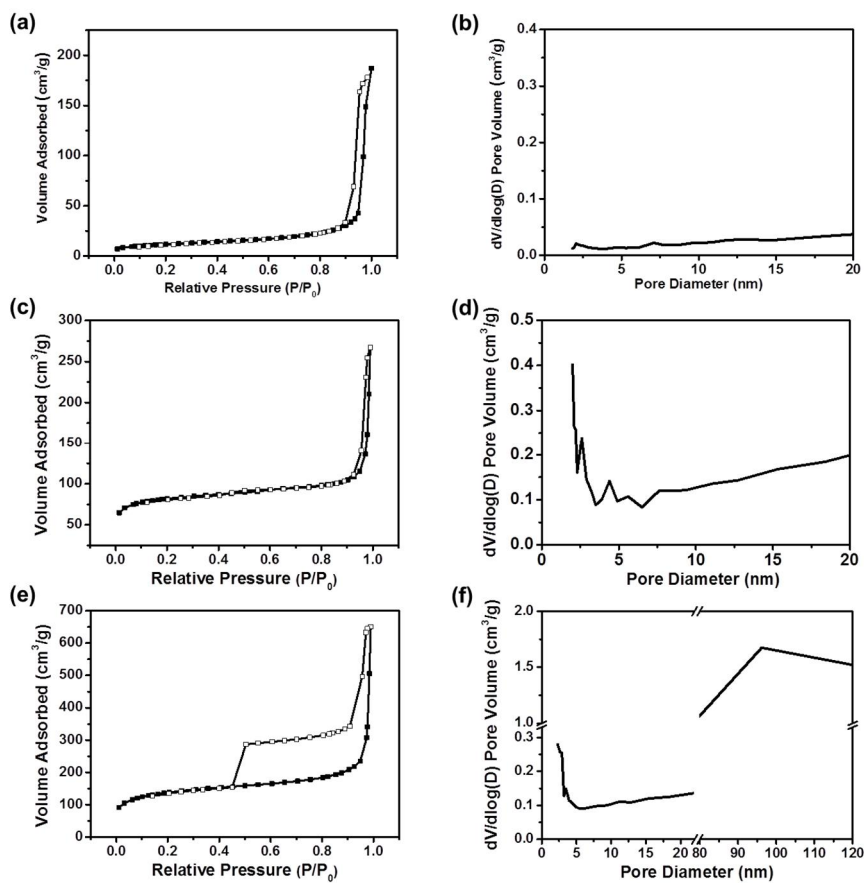 (a)
Volume Adsorbed (cm³/g)
200
150
100
50
0
0.0 0.2 0.4 0.6 0.8 1.0
Relative Pressure (P/P₀)
(b)
dV/dlog(D) Pore Volume (cm³/g)
0.4
0.3
0.2
0.1
0.0
0 5 10 15 20
Pore Diameter (nm)
(c)
Volume Adsorbed (cm³/g)
300
250
200
150
100
50
0.0 0.2 0.4 0.6 0.8 1.0
Relative Pressure (P/P₀)
(d)
dV/dlog(D) Pore Volume (cm³/g)
0.5
0.4
0.3
0.2
0.1
0.0
0 5 10 15 20
Pore Diameter (nm)
(e)
Volume Adsorbed (cm³/g)
700
600
500
400
300
200
100
0
0.0 0.2 0.4 0.6 0.8 1.0
Relative Pressure (P/P₀)
(f)
dV/dlog(D) Pore Volume (cm³/g)
2.0
1.5
1.0
0.3
0.2
0.1
0.0
0 5 10 15 20 80 90 100 110 120
Pore Diameter (nm)